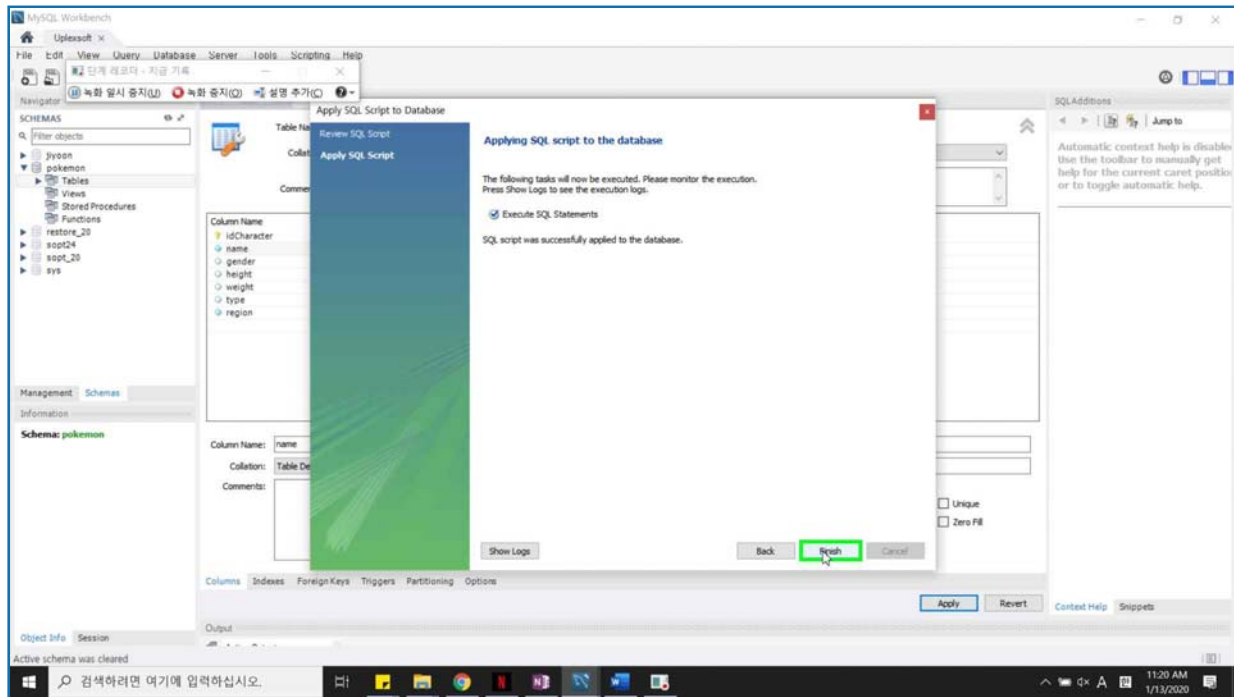 MySQL Workbench
Uplexsoft ×
File Edit View Query Database Server Tools Scripting Help
단계 레코더 - 지금 기록
녹화 일시 중지(U) 녹화 중지(O) 설명 추가(C)
Navigator
SCHEMAS
Filter objects
jiyoon
pokemon
Tables
Views
Stored Procedures
Functions
restore_20
sopt24
sopt_20
sys
Management Schemas
Information
Schema: pokemon
Object Info Session
Table Na
Collat
Commen
Column Name
idCharacter
name
gender
height
weight
type
region
Column Name: name
Collation: Table De
Comments:
Unique
Zero Fill
Columns Indexes Foreign Keys Triggers Partitioning Options
Apply Revert
Output
Apply SQL Script to Database
Review SQL Script
Apply SQL Script
Applying SQL script to the database
The following tasks will now be executed. Please monitor the execution.
Press Show Logs to see the execution logs.
Execute SQL Statements
SQL script was successfully applied to the database.
Show Logs Back Finish Cancel
SQLAdditions
Jump to
Automatic context help is disable
Use the toolbar to manually get
help for the current caret positio
or to toggle automatic help.
Context Help Snippets
Active schema was cleared
검색하려면 여기에 입력하십시오.
A
11:20 AM
1/13/2020